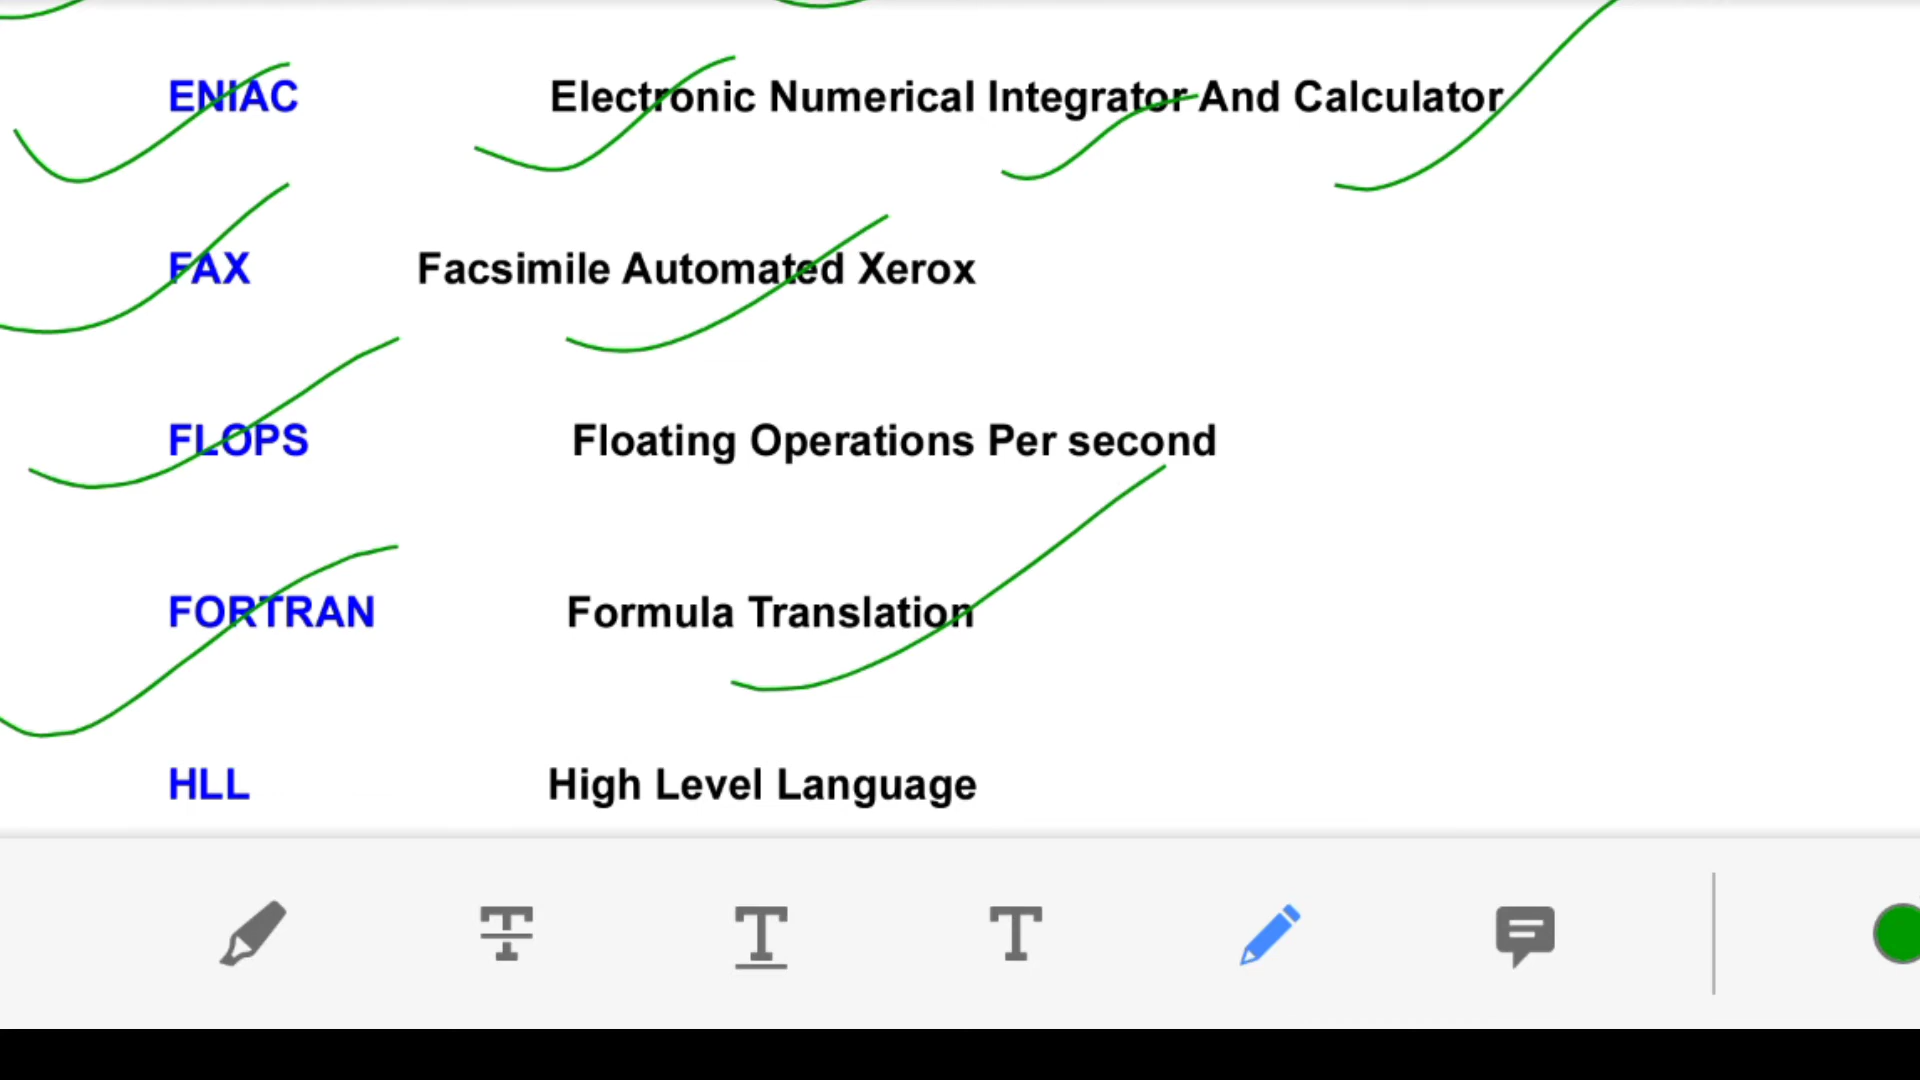 ENIAC Electronic Numerical Integrator And Calculator
FAX Facsimile Automated Xerox
FLOPS Floating Operations Per second
FORTRAN Formula Translation
HLL High Level Language